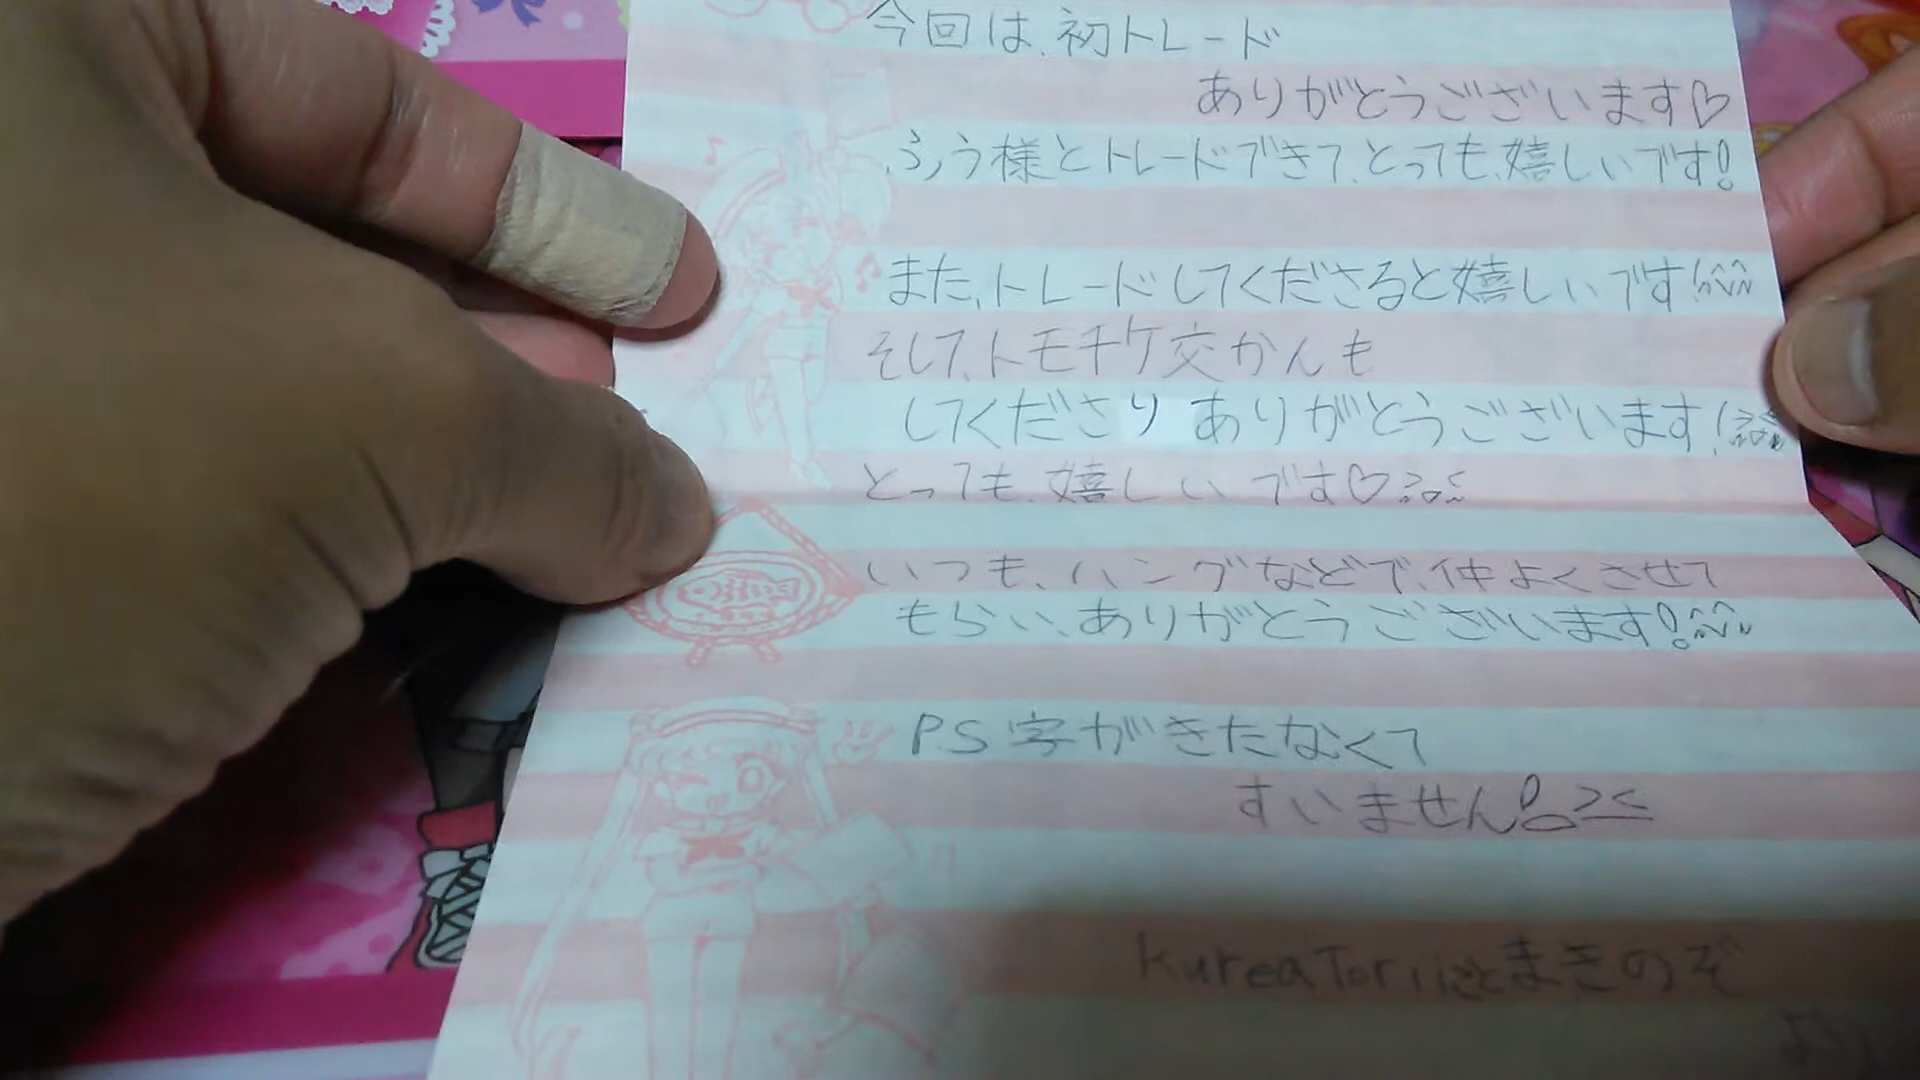 今回は、初トレード
ありがとうございます♡
ふう様とトレードできて、とっても、嬉しいです!
また、トレードしてくださると嬉しいです!
そして、トモチケ交かんも
してくださり ありがとうございます!
とっても、嬉しいです♡
いつも、ハングなどで、仲よくさせて
もらい、ありがとうございます!
P.S 字がきたなくて
すいません!
まきのぞ
より